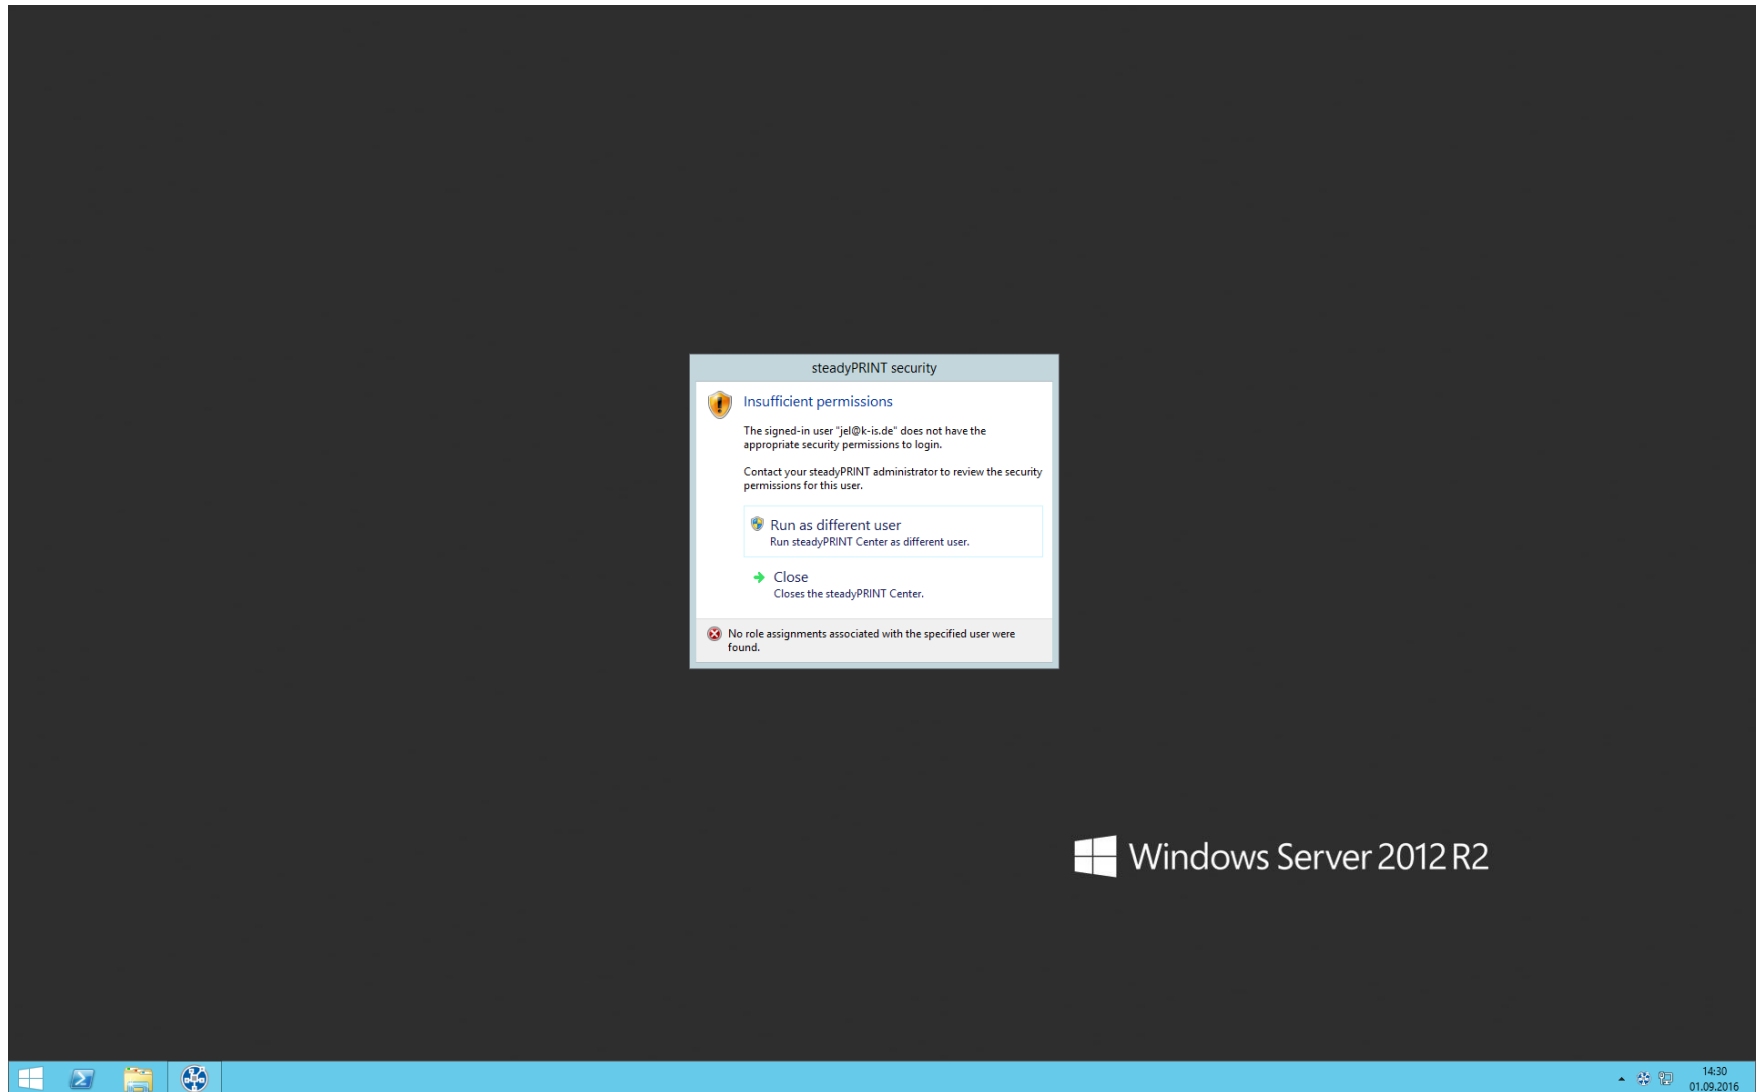 steadyPRINT security
Insufficient permissions
The signed-in user "jel@k-is.de" does not have the
appropriate security permissions to login.
Contact your steadyPRINT administrator to review the security
permissions for this user.
Run as different user
Run steadyPRINT Center as different user.
Close
Closes the steadyPRINT Center.
No role assignments associated with the specified user were
found.
Windows Server 2012 R2
14:30
01.09.2016